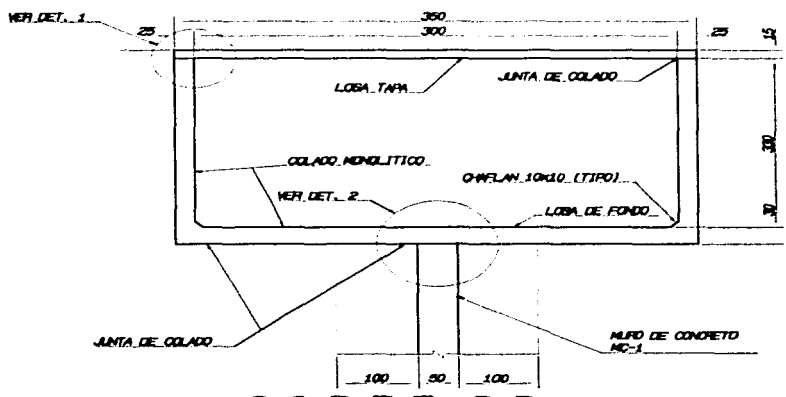 350
VER DET. 1
25
300
25
15
LOSA TAPA
JUNTA DE COLADO
300
COLADO MONOLITICO
CHAFLAN 10x10 (TIPO)
VER DET. 2
LOSA DE FONDO
30
JUNTA DE COLADO
MURO DE CONCRETO
MC-1
100
50
100